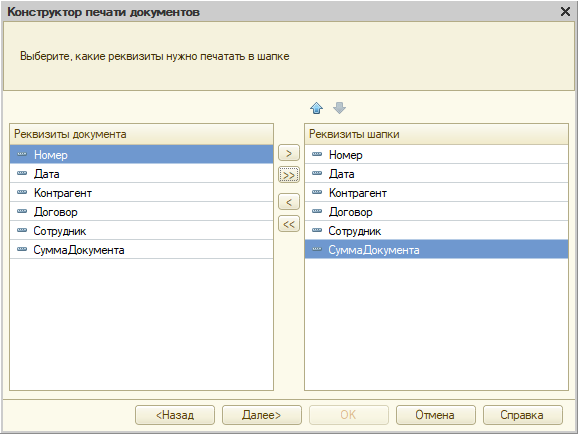 Конструктор печати документов
Выберите, какие реквизиты нужно печатать в шапке
Реквизиты документа
Номер
Дата
Контрагент
Договор
Сотрудник
СуммаДокумента
>
>>
<
<<
Реквизиты шапки
Номер
Дата
Контрагент
Договор
Сотрудник
СуммаДокумента
<Назад
Далее>
ОК
Отмена
Справка